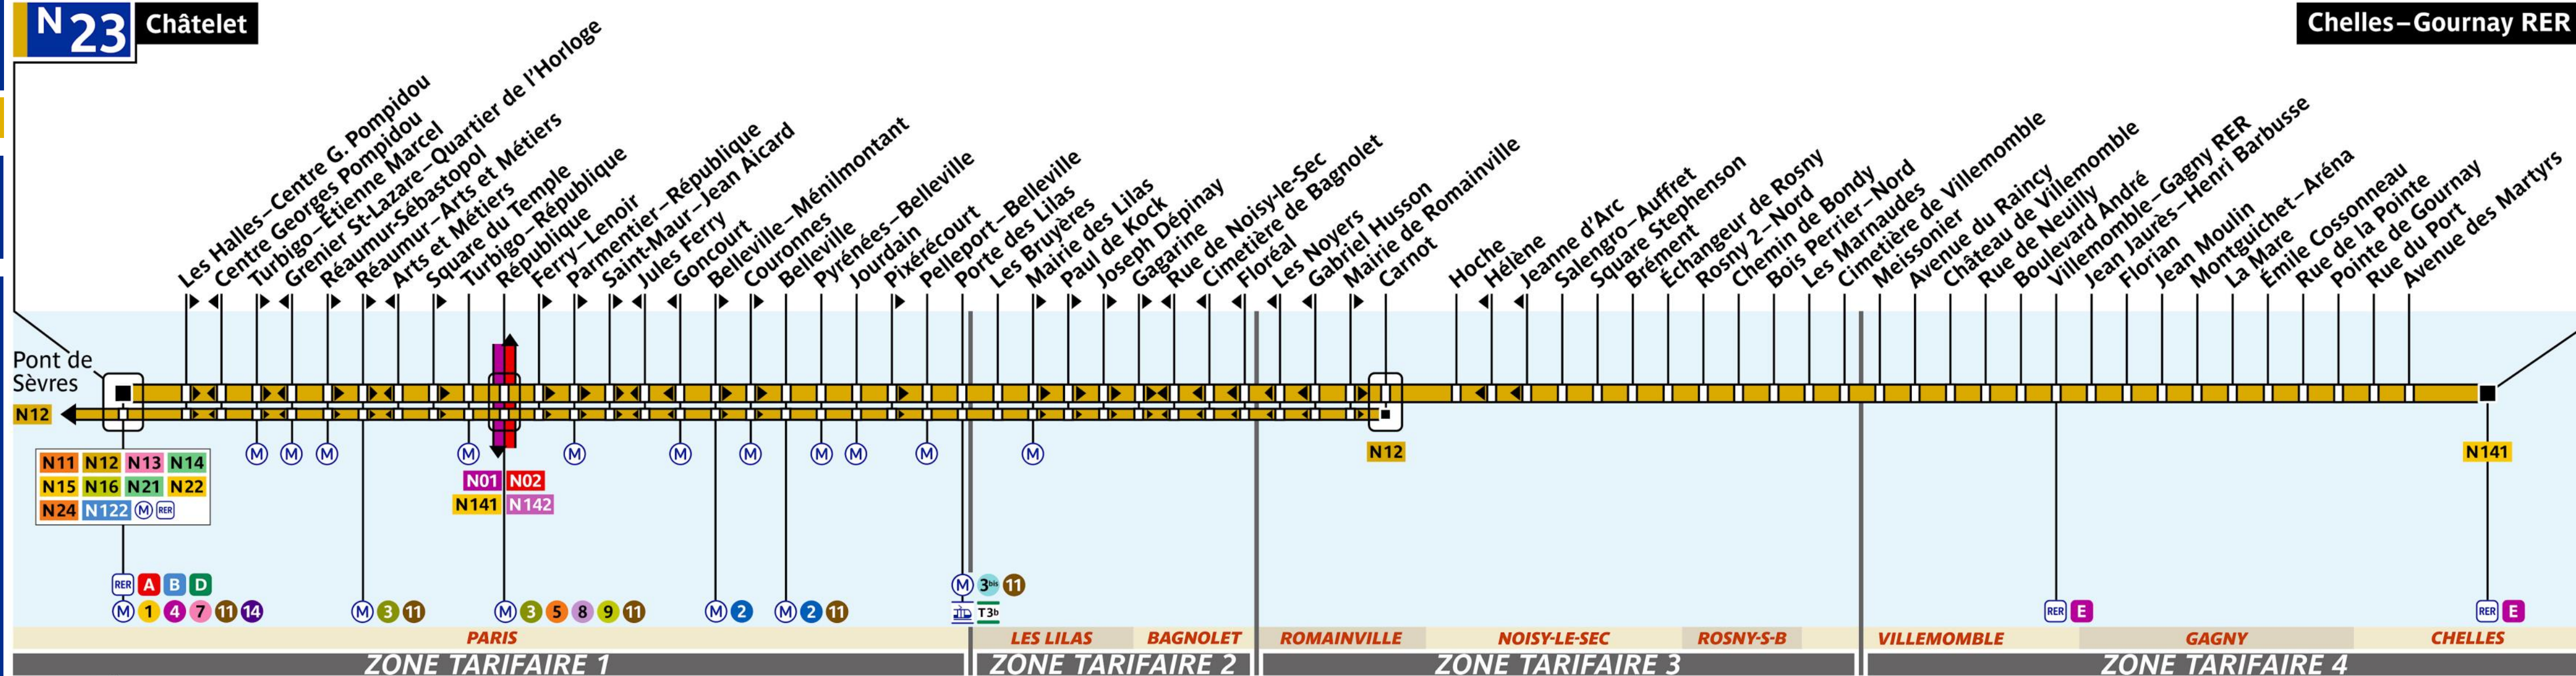 N23 Châtelet
Chelles–Gournay RER
Les Halles–Centre G. Pompidou
Centre Georges Pompidou
Turbigo–Etienne Marcel
Grenier St-Lazare–Quartier de l'Horloge
Réaumur-Sébastopol
Réaumur–Arts et Métiers
Arts et Métiers
Square du Temple
Turbigo–République
République
Ferry–Lenoir
Parmentier–République
Saint-Maur–Jean Aicard
Jules Ferry
Goncourt
Belleville–Ménilmontant
Couronnes
Belleville
Pyrénées–Belleville
Jourdain
Pixérécourt
Pelleport–Belleville
Porte des Lilas
Les Bruyères
Mairie des Lilas
Paul de Kock
Joseph Dépinay
Gagarine
Rue de Noisy-le-Sec
Cimetière de Bagnolet
Floréal
Les Noyers
Gabriel Husson
Mairie de Romainville
Carnot
Hoche
Hélène
Jeanne d'Arc
Salengro–Auffret
Square Stephenson
Brément
Échangeur de Rosny
Rosny 2–Nord
Chemin de Bondy
Bois Perrier–Nord
Les Marnaudes
Cimetière de Villemomble
Meissonier
Avenue du Raincy
Château de Villemomble
Rue de Neuilly
Boulevard André
Villemomble–Gagny RER
Jean Jaurès–Henri Barbusse
Florian
Jean Moulin
Montguichet–Aréna
La Mare
Émile Cossonneau
Rue de la Pointe
Pointe de Gournay
Rue du Port
Avenue des Martyrs
Pont de
Sèvres
N12
M M M M M M M M M M M
N12
N141
N11 N12 N13 N14
N15 N16 N21 N22
N24 N122 M RER
N01 N02
N141 N142
RER A B D
M 1 4 7 11 14
M 3 11
M 3 5 8 9 11
M 2
M 2 11
M 3bis 11
T3b
RER E
RER E
PARIS
LES LILAS
BAGNOLET
ROMAINVILLE
NOISY-LE-SEC
ROSNY-S-B
VILLEMOMBLE
GAGNY
CHELLES
ZONE TARIFAIRE 1
ZONE TARIFAIRE 2
ZONE TARIFAIRE 3
ZONE TARIFAIRE 4